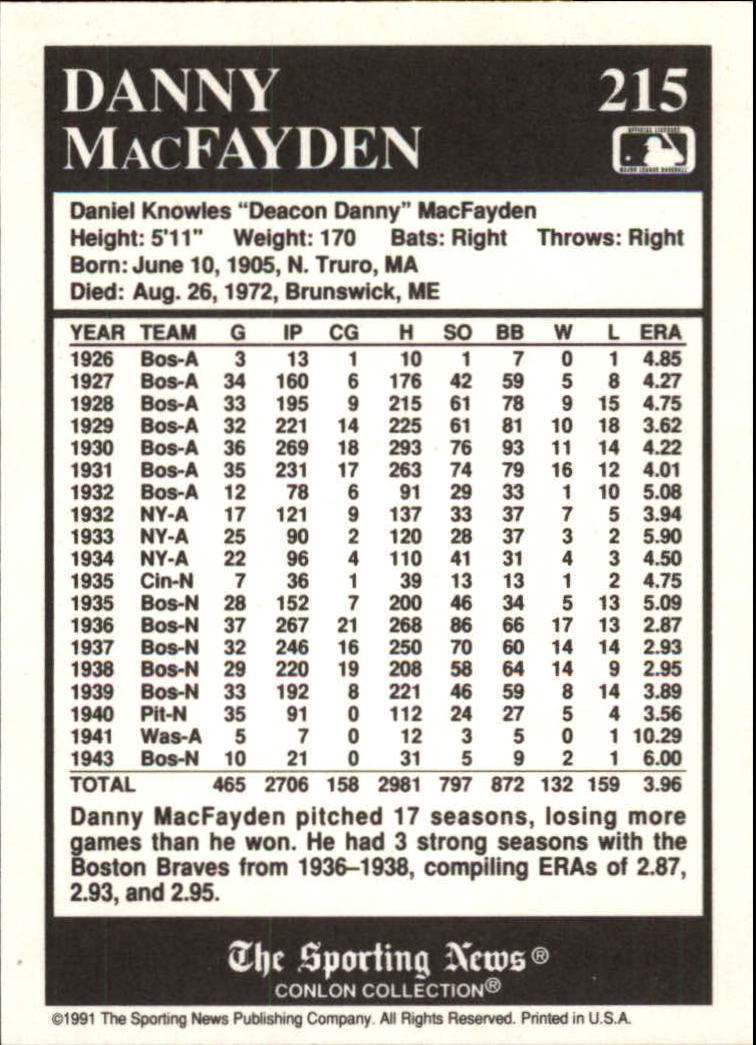 DANNY 215
MACFAYDEN
OFFICIAL LICENSEE
MAJOR LEAGUE BASEBALL
Daniel Knowles "Deacon Danny" MacFayden
Height: 5'11" Weight: 170 Bats: Right Throws: Right
Born: June 10, 1905, N. Truro, MA
Died: Aug. 26, 1972, Brunswick, ME
YEAR TEAM G IP CG H SO BB W L ERA
1926 Bos-A 3 13 1 10 1 7 0 1 4.85
1927 Bos-A 34 160 6 176 42 59 5 8 4.27
1928 Bos-A 33 195 9 215 61 78 9 15 4.75
1929 Bos-A 32 221 14 225 61 81 10 18 3.62
1930 Bos-A 36 269 18 293 76 93 11 14 4.22
1931 Bos-A 35 231 17 263 74 79 16 12 4.01
1932 Bos-A 12 78 6 91 29 33 1 10 5.08
1932 NY-A 17 121 9 137 33 37 7 5 3.94
1933 NY-A 25 90 2 120 28 37 3 2 5.90
1934 NY-A 22 96 4 110 41 31 4 3 4.50
1935 Cin-N 7 36 1 39 13 13 1 2 4.75
1935 Bos-N 28 152 7 200 46 34 5 13 5.09
1936 Bos-N 37 267 21 268 86 66 17 13 2.87
1937 Bos-N 32 246 16 250 70 60 14 14 2.93
1938 Bos-N 29 220 19 208 58 64 14 9 2.95
1939 Bos-N 33 192 8 221 46 59 8 14 3.89
1940 Pit-N 35 91 0 112 24 27 5 4 3.56
1941 Was-A 5 7 0 12 3 5 0 1 10.29
1943 Bos-N 10 21 0 31 5 9 2 1 6.00
TOTAL 465 2706 158 2981 797 872 132 159 3.96
Danny MacFayden pitched 17 seasons, losing more
games than he won. He had 3 strong seasons with the
Boston Braves from 1936–1938, compiling ERAs of 2.87,
2.93, and 2.95.
The Sporting News®
CONLON COLLECTION®
©1991 The Sporting News Publishing Company. All Rights Reserved. Printed in U.S.A.